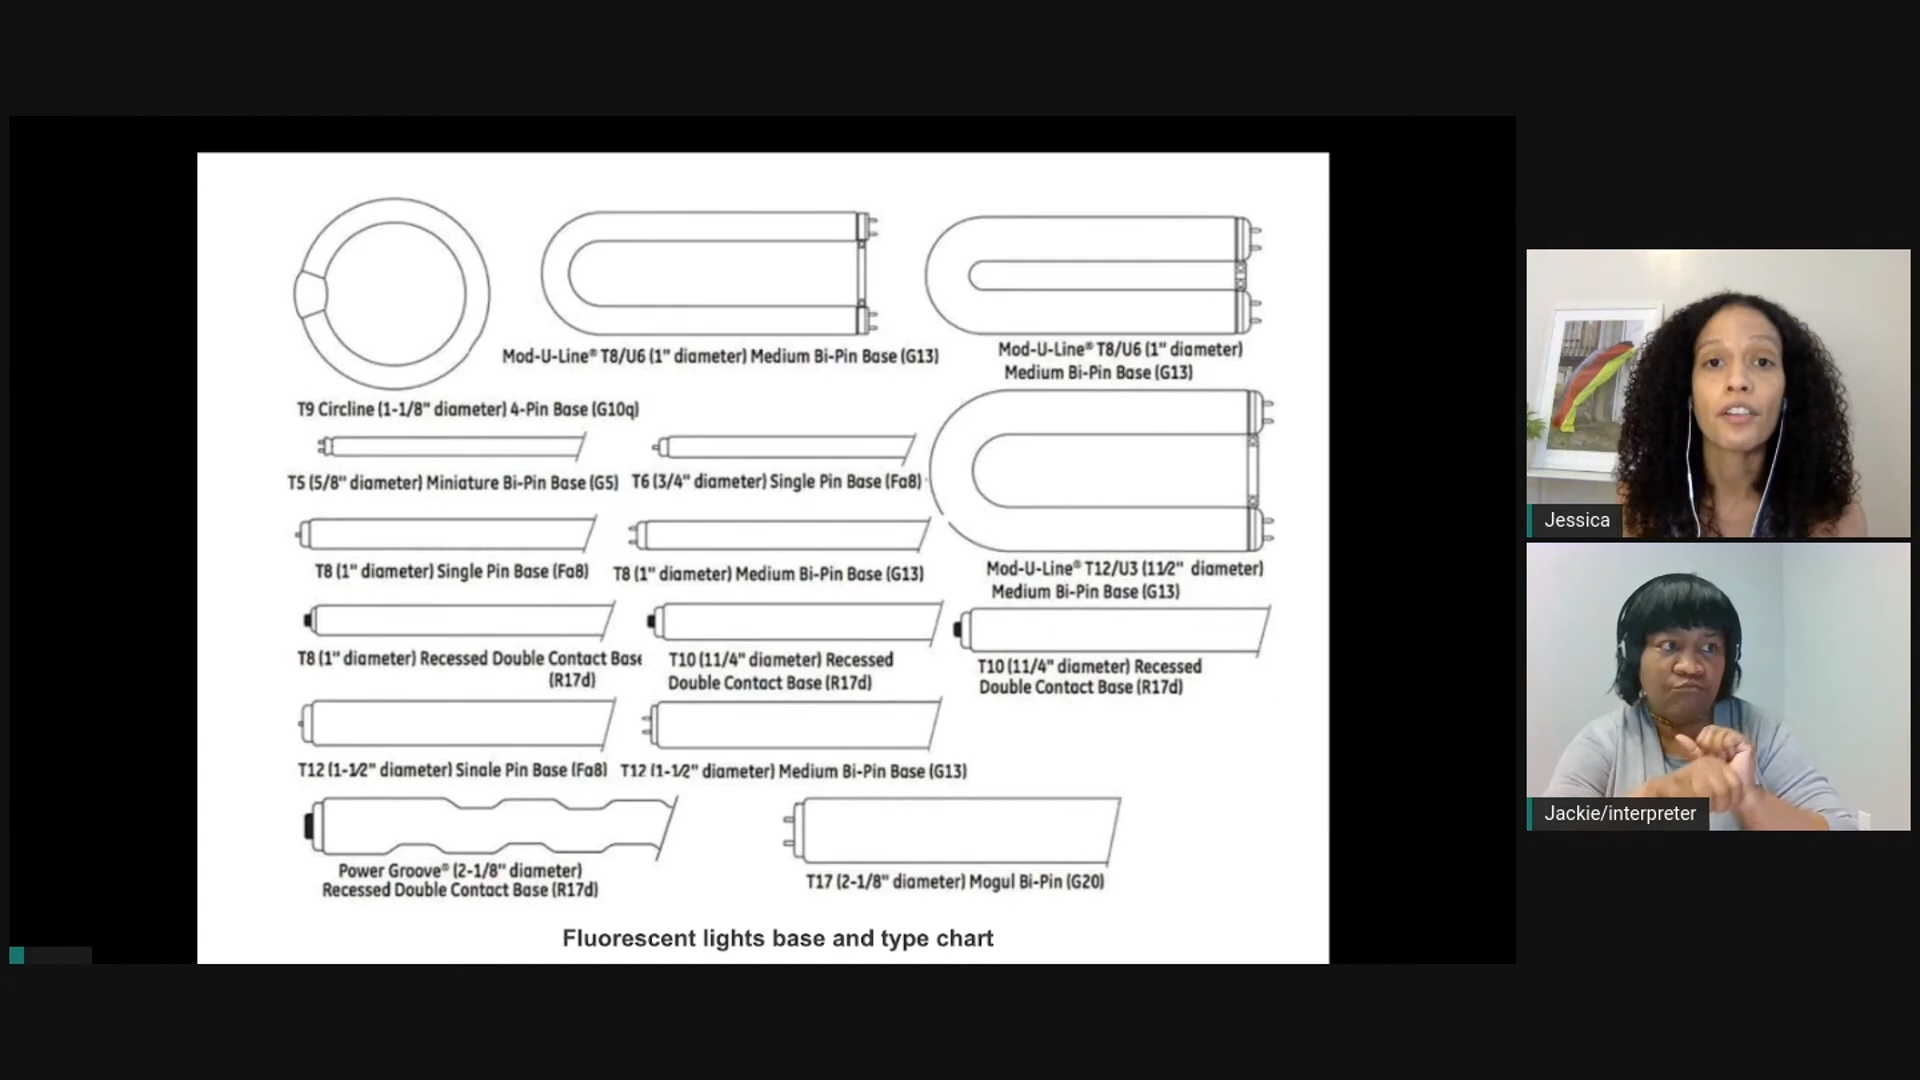 Mod-U-Line® T8/U6 (1" diameter) Medium Bi-Pin Base (G13)
Mod-U-Line® T8/U6 (1" diameter)
Medium Bi-Pin Base (G13)
T9 Circline (1-1/8" diameter) 4-Pin Base (G10q)
T5 (5/8" diameter) Miniature Bi-Pin Base (G5)
T6 (3/4" diameter) Single Pin Base (Fa8)
T8 (1" diameter) Single Pin Base (Fa8)
T8 (1" diameter) Medium Bi-Pin Base (G13)
Mod-U-Line® T12/U3 (11/2" diameter)
Medium Bi-Pin Base (G13)
T8 (1" diameter) Recessed Double Contact Base
(R17d)
T10 (11/4" diameter) Recessed
Double Contact Base (R17d)
T10 (11/4" diameter) Recessed
Double Contact Base (R17d)
T12 (1-1/2" diameter) Single Pin Base (Fa8)
T12 (1-1/2" diameter) Medium Bi-Pin Base (G13)
Power Groove® (2-1/8" diameter)
Recessed Double Contact Base (R17d)
T17 (2-1/8" diameter) Mogul Bi-Pin (G20)
Fluorescent lights base and type chart
Jessica
Jackie/interpreter